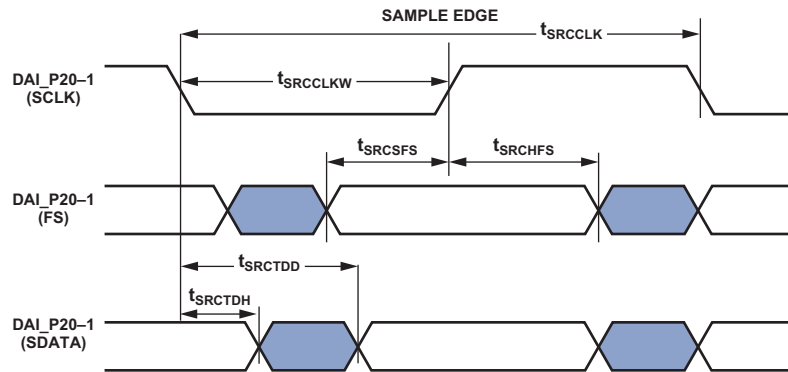 SAMPLE EDGE
tSRCCLK
DAI_P20–1
(SCLK)
tSRCCLKW
tSRCSFS
tSRCHFS
DAI_P20–1
(FS)
tSRCTDD
tSRCTDH
DAI_P20–1
(SDATA)